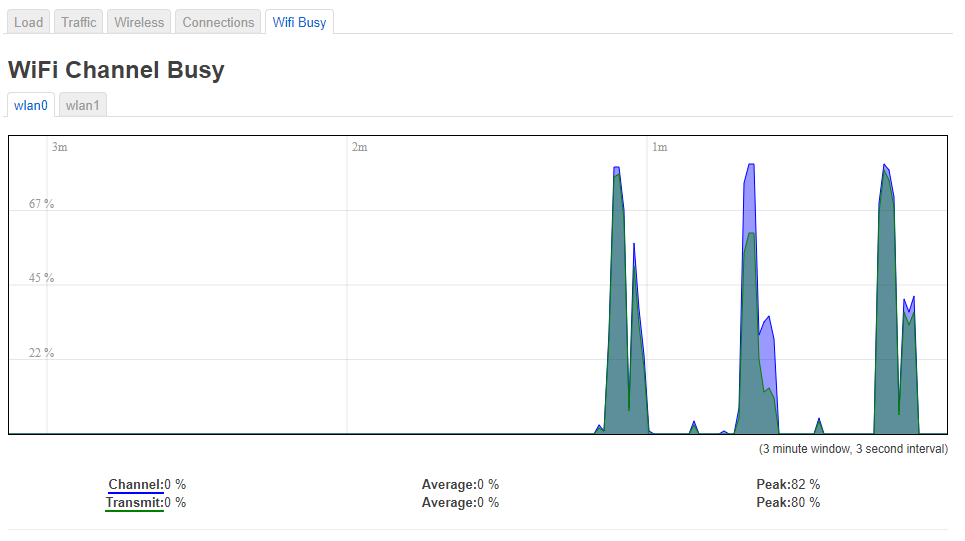 Load Traffic Wireless Connections Wifi Busy
WiFi Channel Busy
wlan0 wlan1
3m 2m 1m
67 %
45 %
22 %
(3 minute window, 3 second interval)
Channel:0 % Average:0 % Peak:82 %
Transmit:0 % Average:0 % Peak:80 %